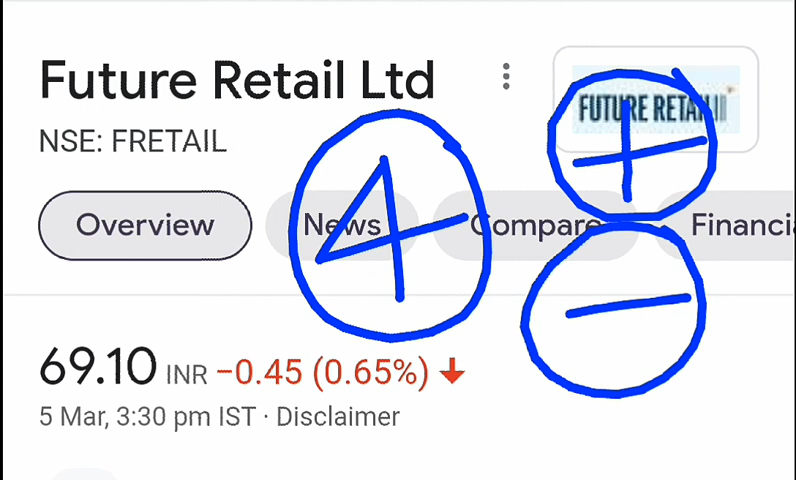 Future Retail Ltd
FUTURE RETAIL
NSE: FRETAIL
4
+
Overview News Compare Financi
−
69.10 INR −0.45 (0.65%) ↓
5 Mar, 3:30 pm IST · Disclaimer